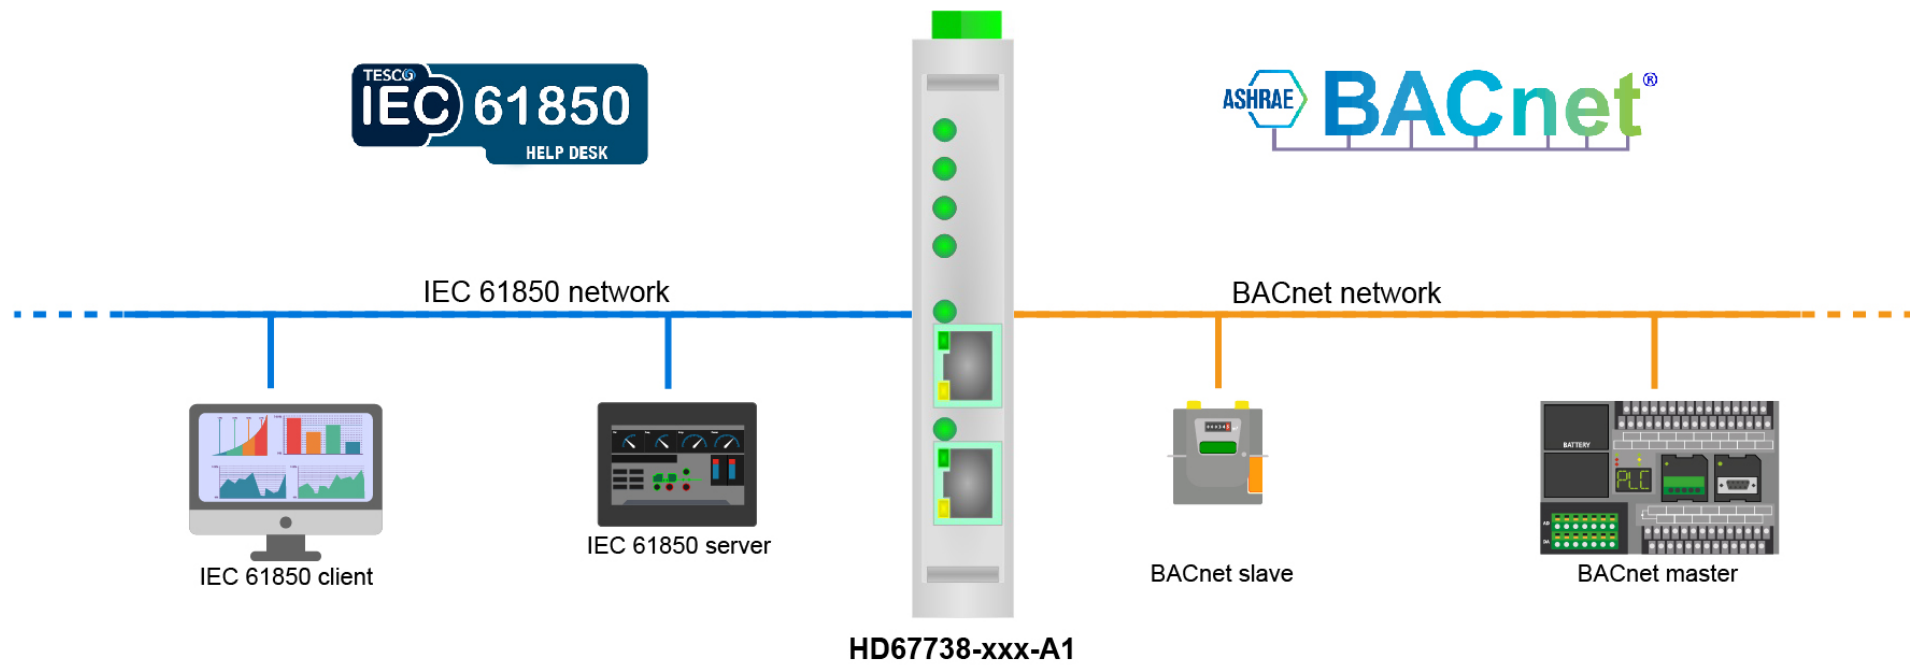 TESCO
IEC 61850
HELP DESK
ASHRAE BACnet®
IEC 61850 network
BACnet network
BATTERY
PLC
IEC 61850 server
IEC 61850 client
BACnet slave
BACnet master
HD67738-xxx-A1